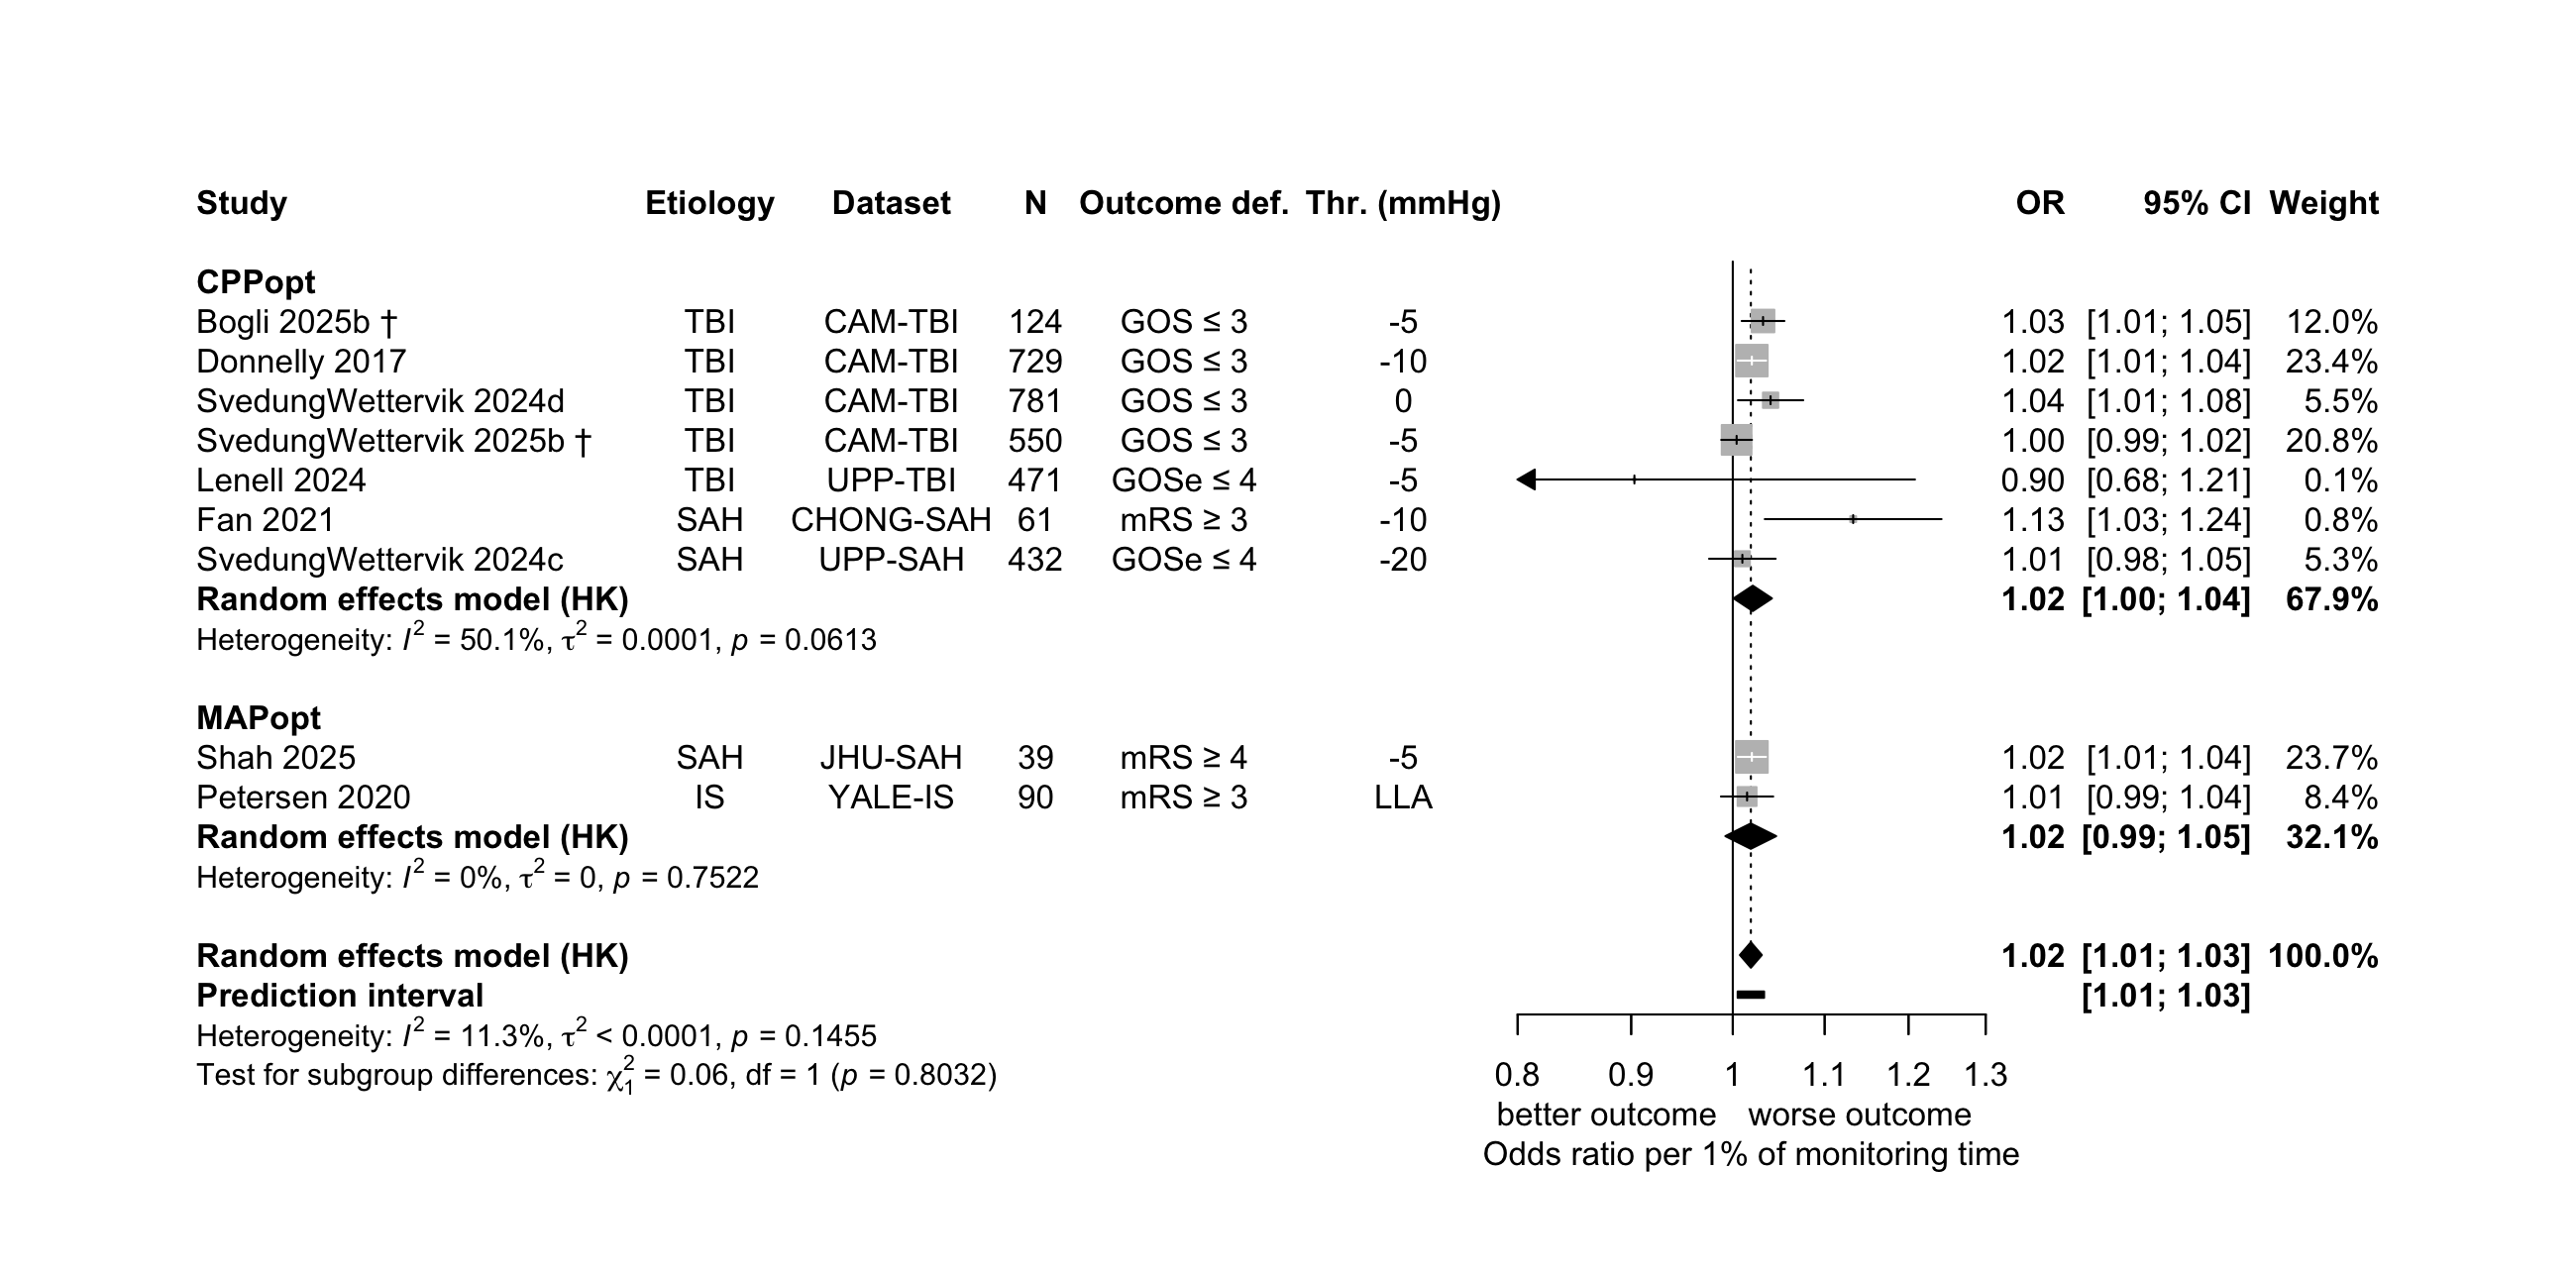 Study Etiology Dataset N Outcome def. Thr. (mmHg) OR 95% CI Weight
CPPopt
Bogli 2025b † TBI CAM-TBI 124 GOS ≤ 3 -5 1.03 [1.01; 1.05] 12.0%
Donnelly 2017 TBI CAM-TBI 729 GOS ≤ 3 -10 1.02 [1.01; 1.04] 23.4%
SvedungWettervik 2024d TBI CAM-TBI 781 GOS ≤ 3 0 1.04 [1.01; 1.08] 5.5%
SvedungWettervik 2025b † TBI CAM-TBI 550 GOS ≤ 3 -5 1.00 [0.99; 1.02] 20.8%
Lenell 2024 TBI UPP-TBI 471 GOSe ≤ 4 -5 0.90 [0.68; 1.21] 0.1%
Fan 2021 SAH CHONG-SAH 61 mRS ≥ 3 -10 1.13 [1.03; 1.24] 0.8%
SvedungWettervik 2024c SAH UPP-SAH 432 GOSe ≤ 4 -20 1.01 [0.98; 1.05] 5.3%
Random effects model (HK) 1.02 [1.00; 1.04] 67.9%
Heterogeneity: I² = 50.1%, τ² = 0.0001, p = 0.0613
MAPopt
Shah 2025 SAH JHU-SAH 39 mRS ≥ 4 -5 1.02 [1.01; 1.04] 23.7%
Petersen 2020 IS YALE-IS 90 mRS ≥ 3 LLA 1.01 [0.99; 1.04] 8.4%
Random effects model (HK) 1.02 [0.99; 1.05] 32.1%
Heterogeneity: I² = 0%, τ² = 0, p = 0.7522
Random effects model (HK) 1.02 [1.01; 1.03] 100.0%
Prediction interval [1.01; 1.03]
Heterogeneity: I² = 11.3%, τ² < 0.0001, p = 0.1455
Test for subgroup differences: χ₁² = 0.06, df = 1 (p = 0.8032)
0.8 0.9 1 1.1 1.2 1.3
better outcome worse outcome
Odds ratio per 1% of monitoring time